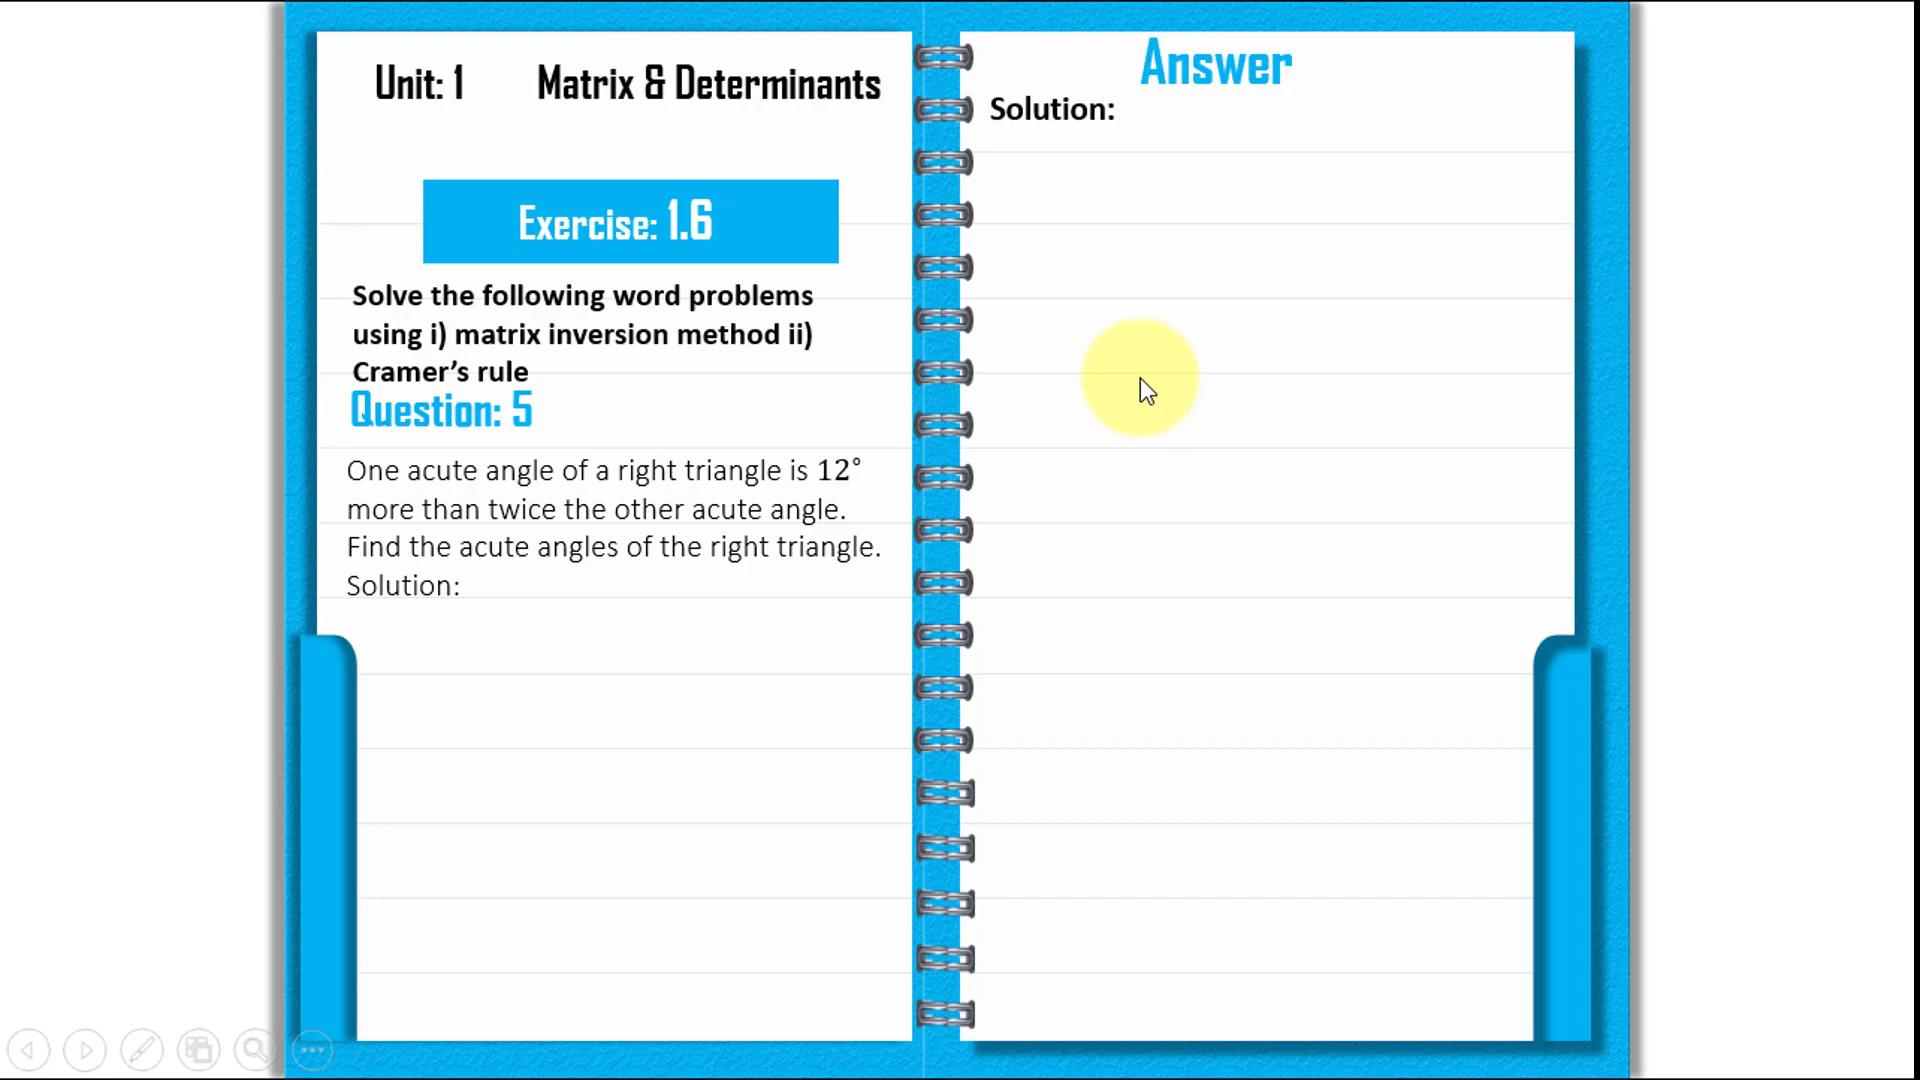 Unit: 1 Matrix & Determinants
Exercise: 1.6
Solve the following word problems
using i) matrix inversion method ii)
Cramer’s rule
Question: 5
One acute angle of a right triangle is 12°
more than twice the other acute angle.
Find the acute angles of the right triangle.
Solution:
Answer
Solution: